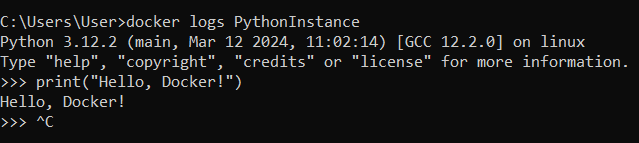 C:\Users\User>docker logs PythonInstance
Python 3.12.2 (main, Mar 12 2024, 11:02:14) [GCC 12.2.0] on linux
Type "help", "copyright", "credits" or "license" for more information.
>>> print("Hello, Docker!")
Hello, Docker!
>>> ^C